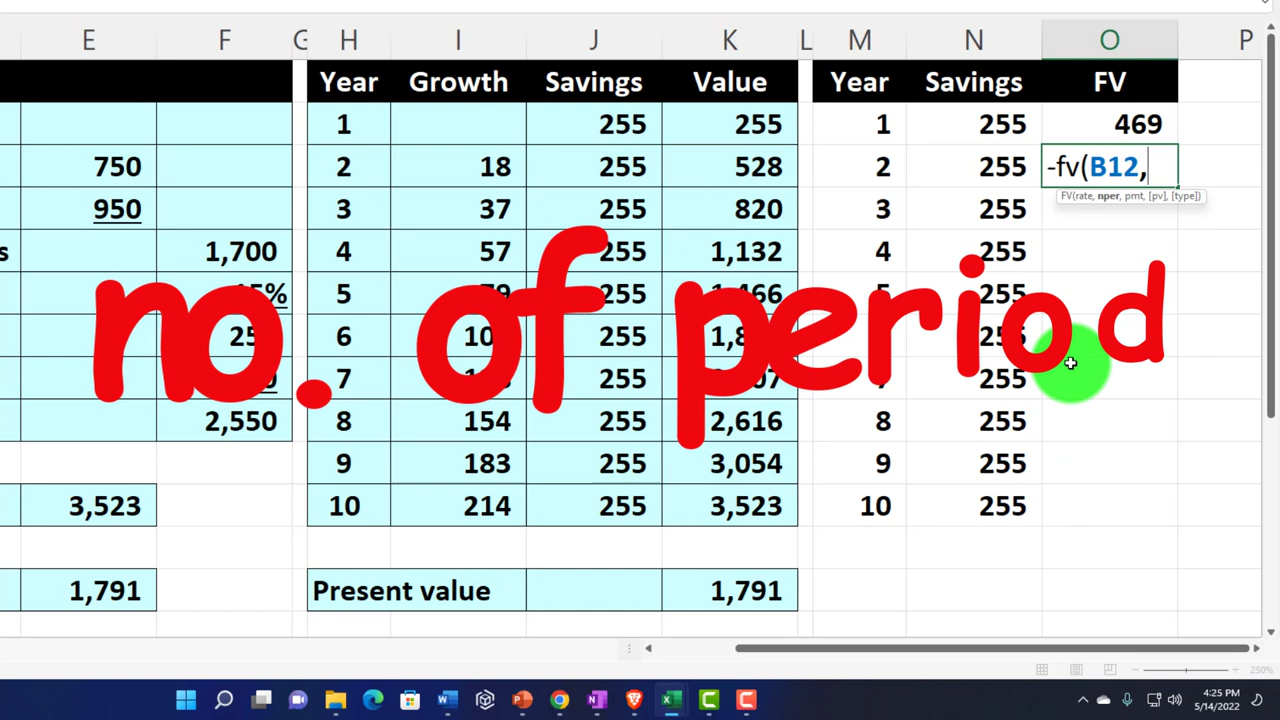 E F G H I J K L M N O P
Year Growth Savings Value Year Savings FV
1 255 255 1 255 469
750 2 18 255 528 2 255 -fv(B12,
FV(rate, nper, pmt, [pv], [type])
950 3 37 255 820 3 255
s 1,700 4 57 255 1,132 4 255
5 255 255
no. of period
6 255
7 255
2,550 8 154 255 2,616 8 255
9 183 255 3,054 9 255
3,523 10 214 255 3,523 10 255
1,791 Present value 1,791
250%
4:25 PM
5/14/2022